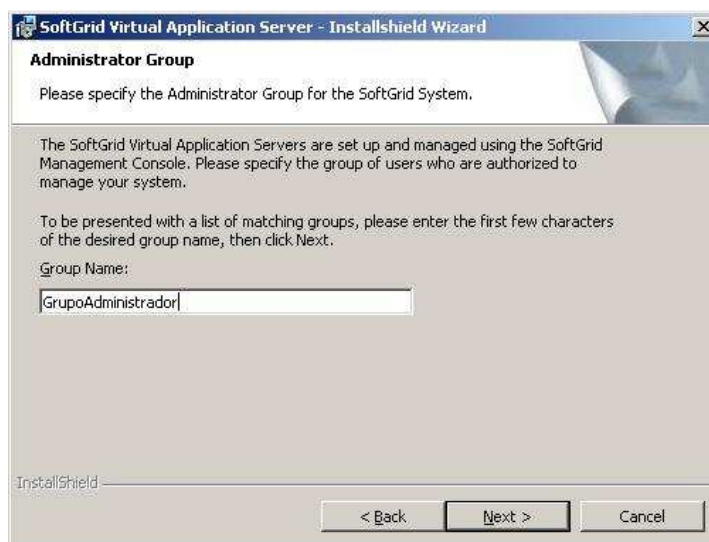 SoftGrid Virtual Application Server - Installshield Wizard
Administrator Group
Please specify the Administrator Group for the SoftGrid System.
The SoftGrid Virtual Application Servers are set up and managed using the SoftGrid
Management Console. Please specify the group of users who are authorized to
manage your system.
To be presented with a list of matching groups, please enter the first few characters
of the desired group name, then click Next.
Group Name:
GrupoAdministrador
InstallShield
< Back Next > Cancel